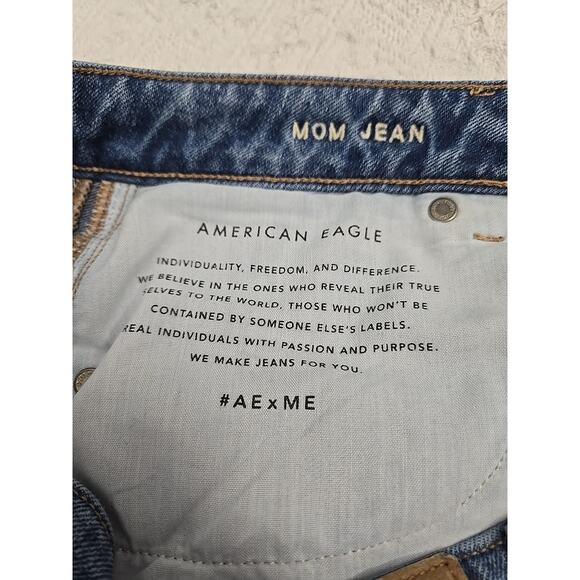 MOM JEAN
AMERICAN EAGLE
INDIVIDUALITY, FREEDOM, AND DIFFERENCE.
WE BELIEVE IN THE ONES WHO REVEAL THEIR TRUE
SELVES TO THE WORLD. THOSE WHO WON'T BE
CONTAINED BY SOMEONE ELSE'S LABELS.
REAL INDIVIDUALS WITH PASSION AND PURPOSE.
WE MAKE JEANS FOR YOU.
#AExME